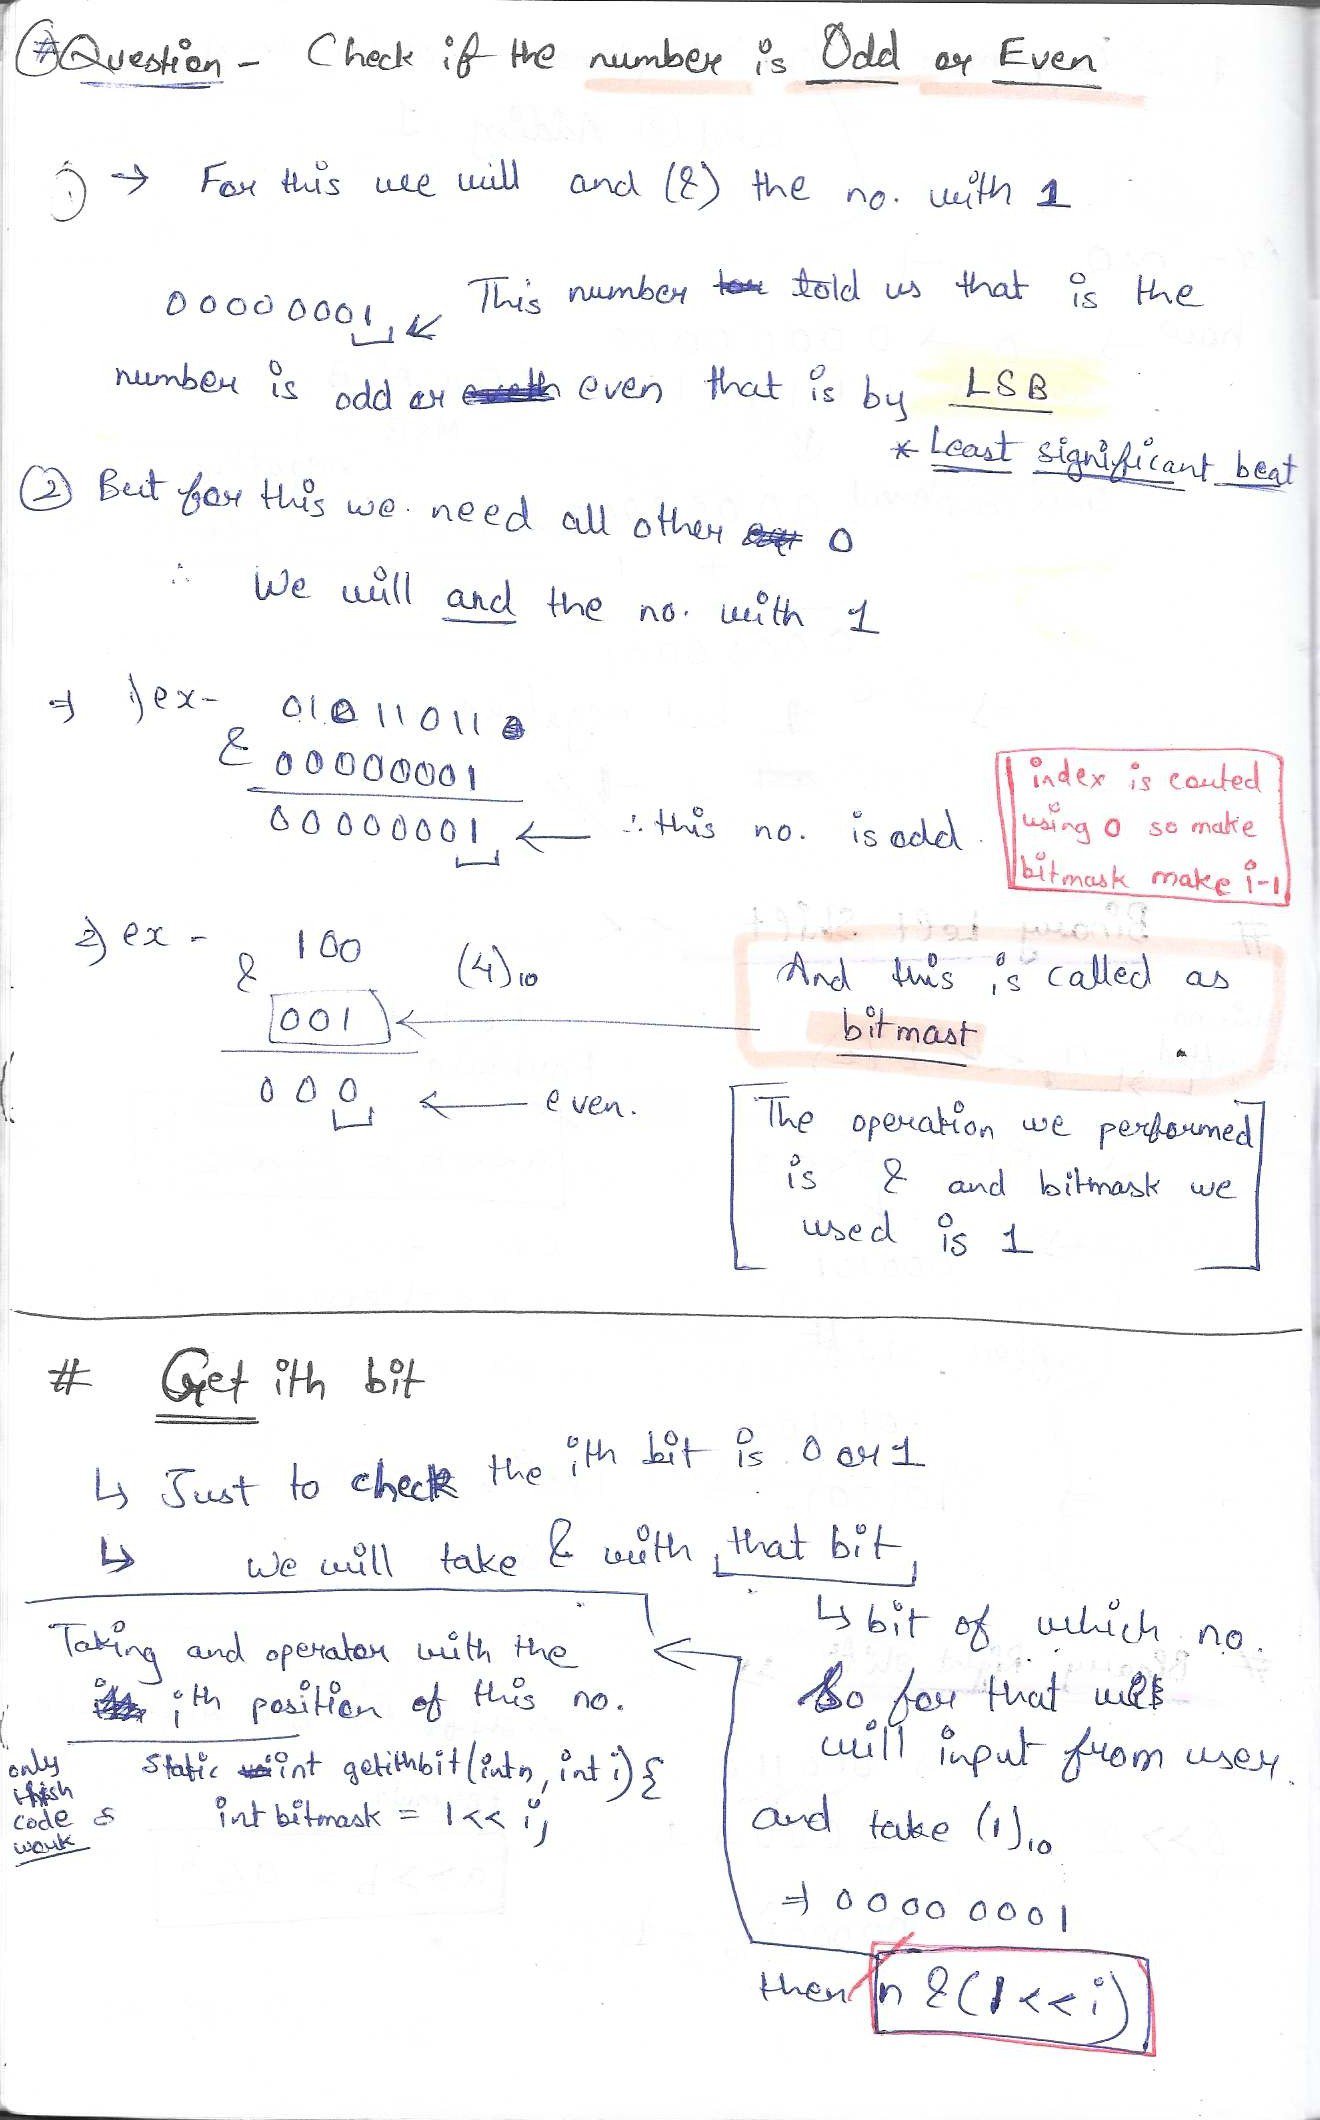 # Question - Check if the number is Odd or Even
1) → For this we will and (&) the no. with 1
00000001 This number told us that is the
number is odd or even that is by LSB
* Least significant beat
(2) But for this we need all other 0
∴ We will and the no. with 1
⇒ 1) ex- 01011011
& 00000001
00000001 ← ∴ this no. is odd.
index is couted
using 0 so make
bitmask make i-1
2) ex - 100 (4)10
&
001 ← And this is called as
bitmast
000 ← even.
The operation we performed
is & and bitmask we
used is 1
# Get ith bit
↳ Just to check the ith bit is 0 or 1
↳ We will take & with that bit
↳ bit of which no.
So for that
will input from user.
and take (1)10
⇒ 0000 0001
then n &(1<<i)
Taking and operator with the
ith position of this no.
static int getithbit(int n, int i) {
int bitmask = 1<< i;
only
code
work